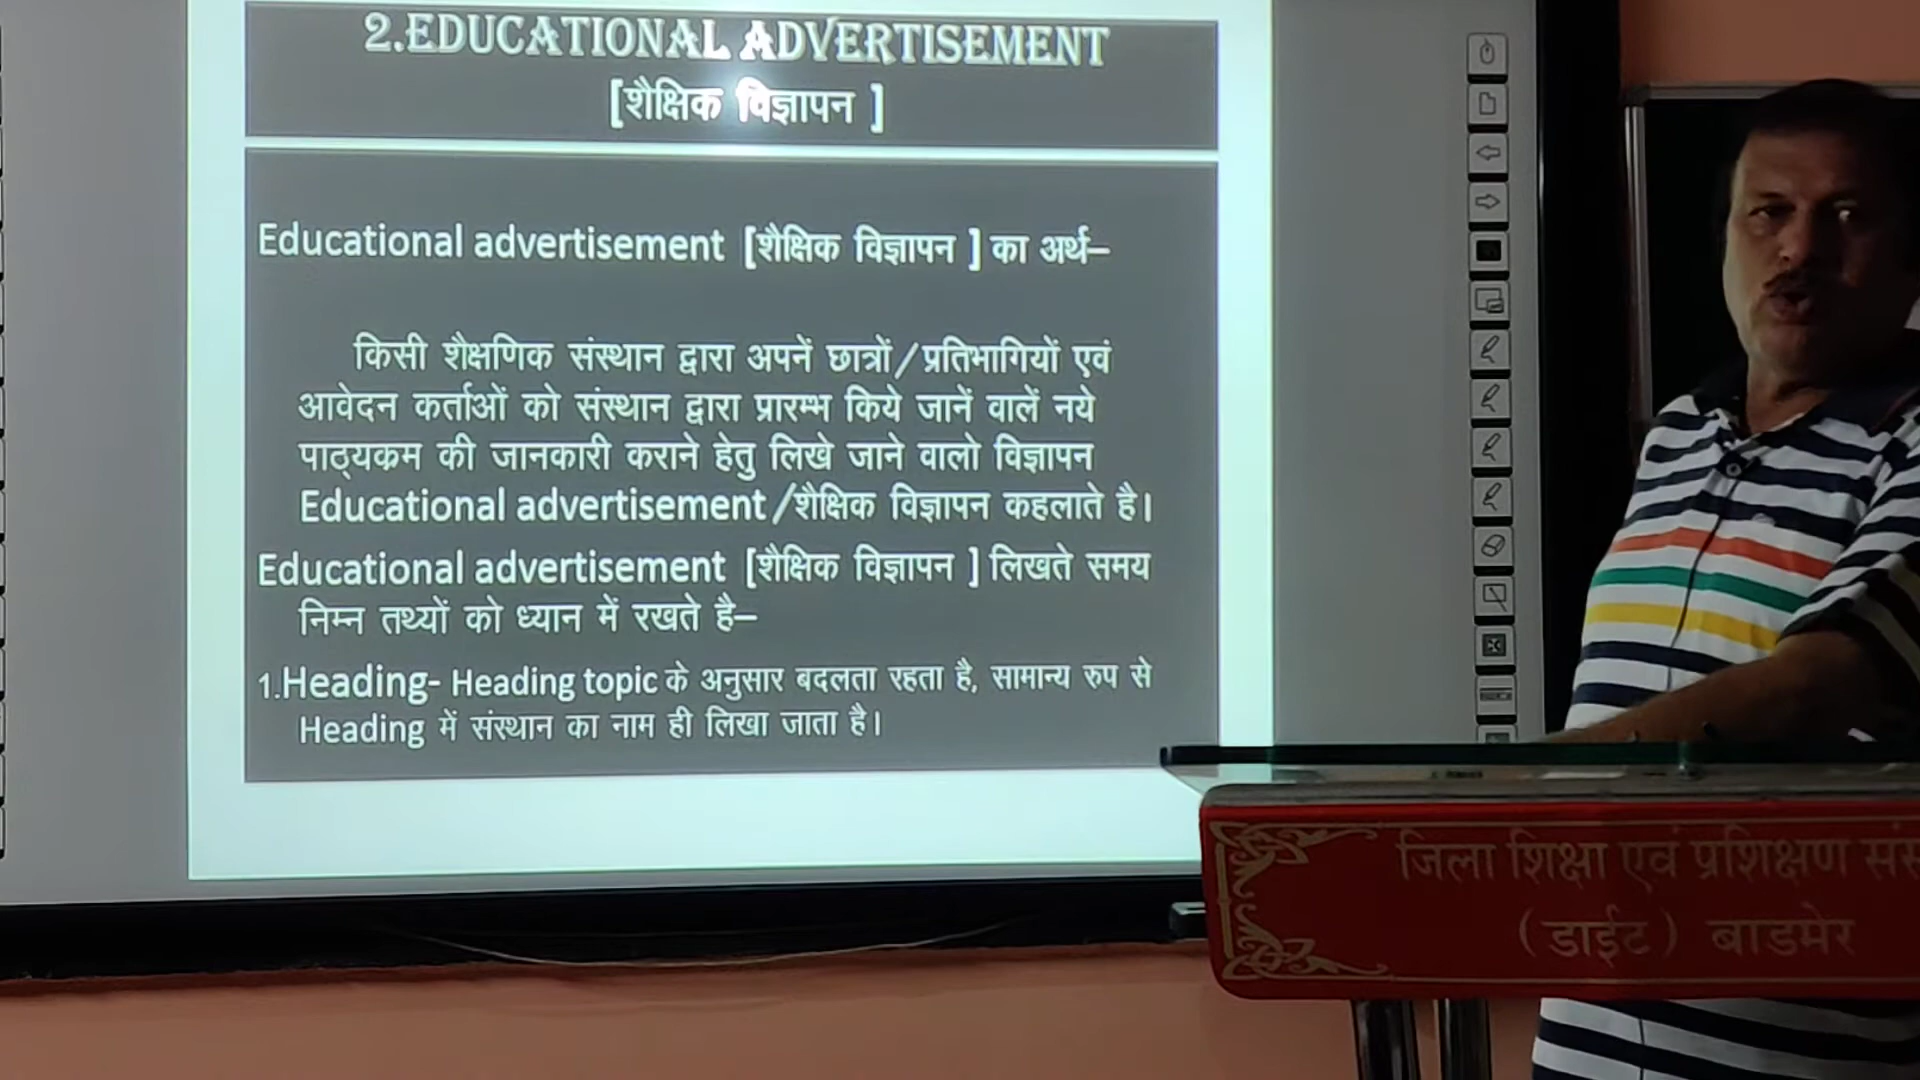 2.EDUCATIONAL ADVERTISEMENT
[शैक्षिक विज्ञापन ]
Educational advertisement [शैक्षिक विज्ञापन ] का अर्थ–
किसी शैक्षणिक संस्थान द्वारा अपनें छात्रों/प्रतिभागियों एवं
आवेदन कर्ताओं को संस्थान द्वारा प्रारम्भ किये जानें वालें नये
पाठ्यक्रम की जानकारी कराने हेतु लिखे जाने वालो विज्ञापन
Educational advertisement/शैक्षिक विज्ञापन कहलाते है।
Educational advertisement [शैक्षिक विज्ञापन ] लिखते समय
निम्न तथ्यों को ध्यान में रखते है–
1.Heading- Heading topic के अनुसार बदलता रहता है, सामान्य रुप से
Heading में संस्थान का नाम ही लिखा जाता है।
जिला शिक्षा एवं प्रशिक्षण
(डाईट) बाडमेर